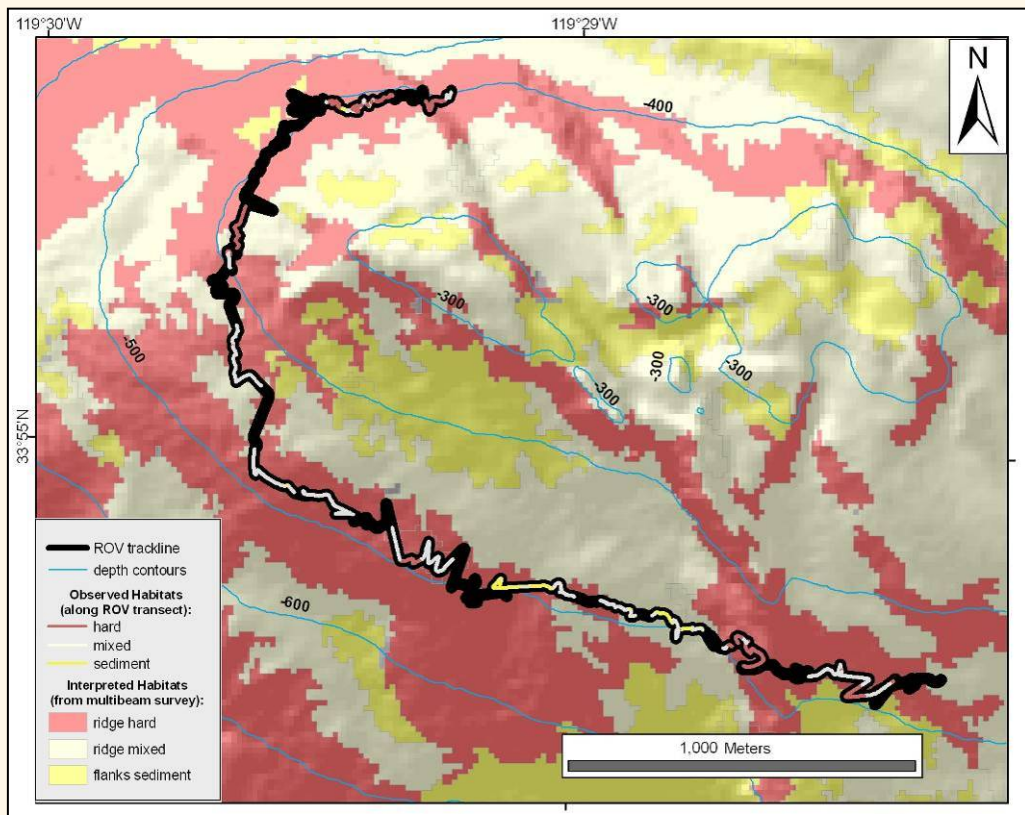 119°30'W
119°29'W
N
-400
-300
-300
-500
-300
-300
-300
33°55'N
-600
ROV trackline
depth contours
Observed Habitats
(along ROV transect):
hard
mixed
sediment
Interpreted Habitats
(from multibeam survey):
ridge hard
ridge mixed
flanks sediment
1,000 Meters